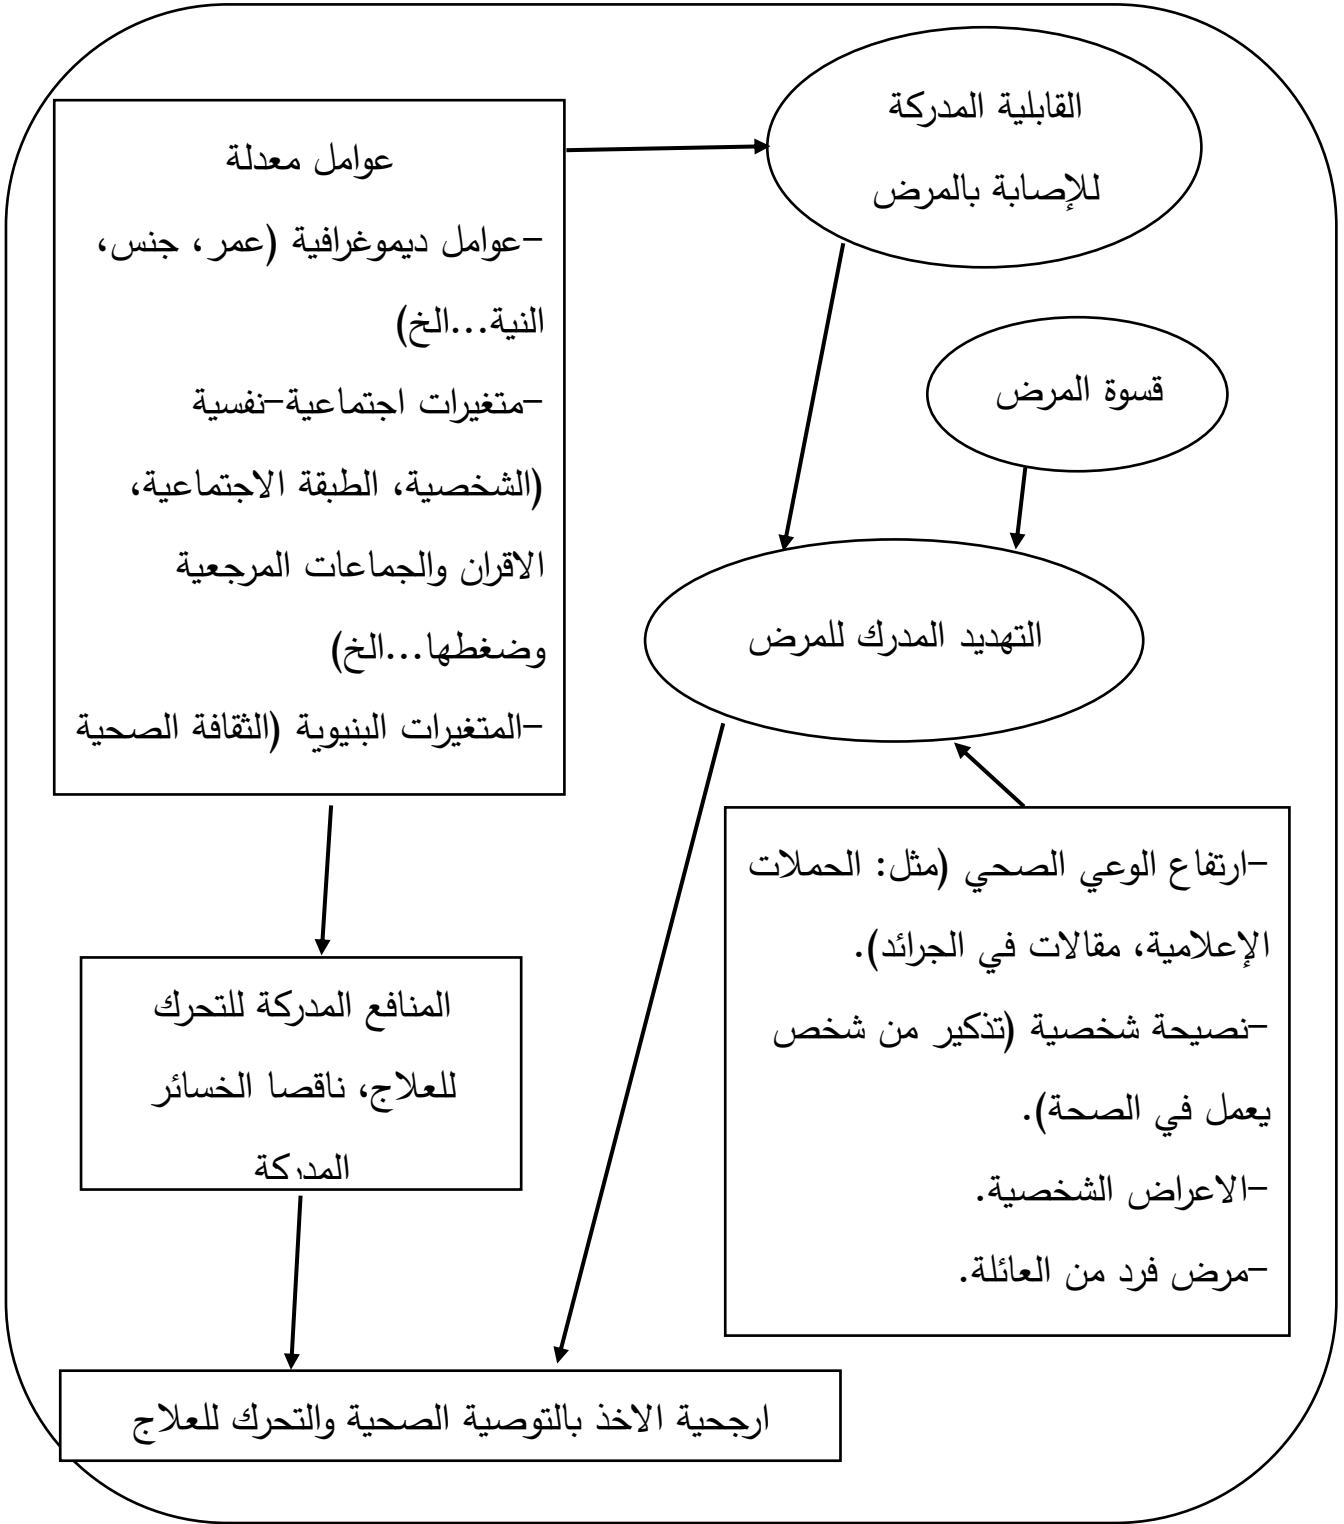 القابلية المدركة
للإصابة بالمرض
عوامل معدلة
-عوامل ديموغرافية (عمر، جنس،
النية...الخ)
-متغيرات اجتماعية-نفسية
(الشخصية، الطبقة الاجتماعية،
الاقران والجماعات المرجعية
وضغطها...الخ)
-المتغيرات البنيوية (الثقافة الصحية
قسوة المرض
التهديد المدرك للمرض
-ارتفاع الوعي الصحي (مثل: الحملات
الإعلامية، مقالات في الجرائد).
-نصيحة شخصية (تذكير من شخص
يعمل في الصحة).
-الاعراض الشخصية.
-مرض فرد من العائلة.
المنافع المدركة للتحرك
للعلاج، ناقصا الخسائر
المدركة
ارجحية الاخذ بالتوصية الصحية والتحرك للعلاج